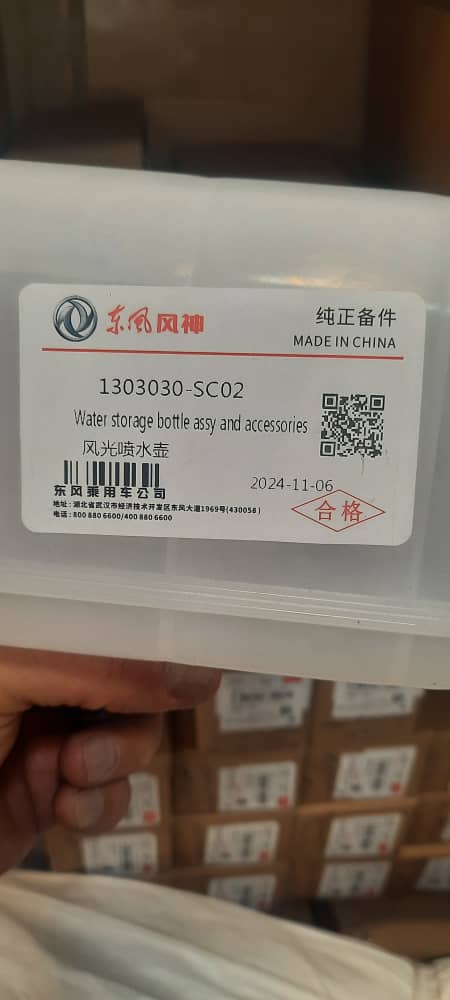 东风风神
纯正备件
MADE IN CHINA
1303030-SC02
Water storage bottle assy and accessories
风光喷水壶
2024-11-06
东风乘用车公司
合格
地址:湖北省武汉市经济技术开发区东风大道1969号(430058)
电话:800 880 6600/400 880 6600